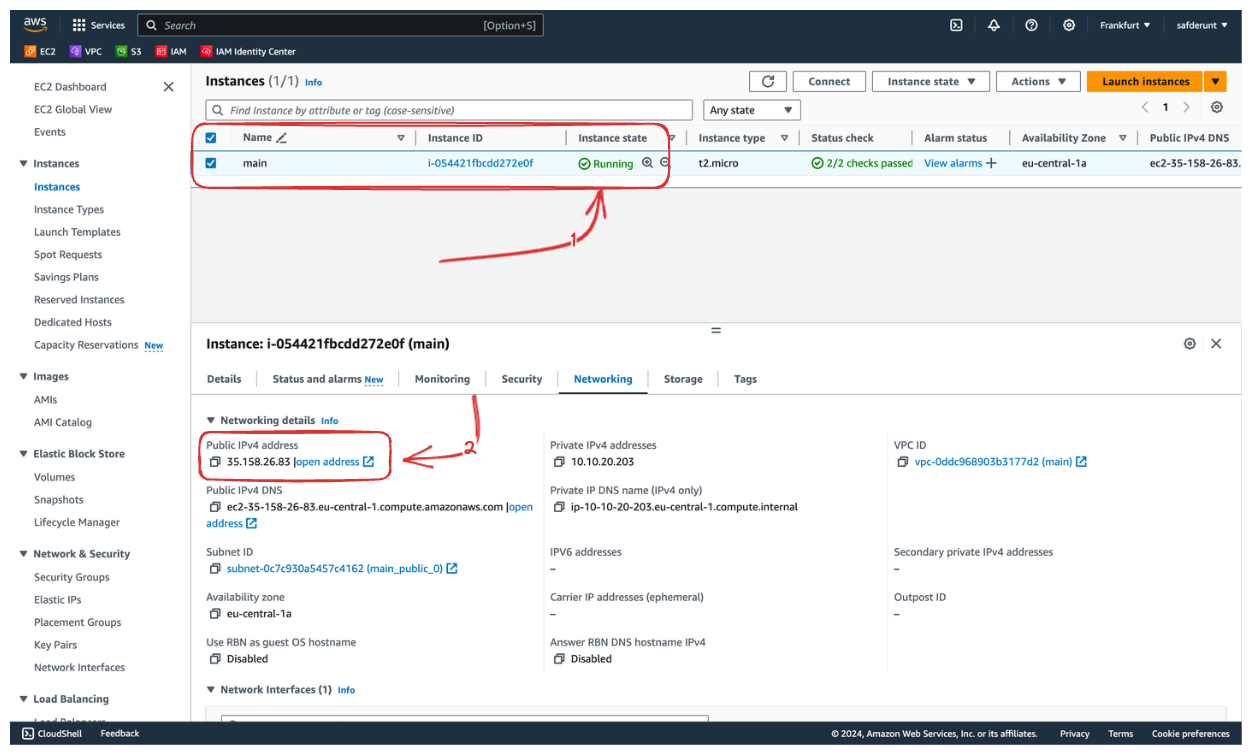 aws Services Search [Option+S] Frankfurt ▼ safderunt ▼
EC2 VPC S3 IAM IAM Identity Center
EC2 Dashboard
EC2 Global View
Events
Instances
Instances
Instance Types
Launch Templates
Spot Requests
Savings Plans
Reserved Instances
Dedicated Hosts
Capacity Reservations New
Images
AMIs
AMI Catalog
Elastic Block Store
Volumes
Snapshots
Lifecycle Manager
Network & Security
Security Groups
Elastic IPs
Placement Groups
Key Pairs
Network Interfaces
Load Balancing
Instances (1/1) Info Connect Instance state ▼ Actions ▼ Launch instances ▼
Find Instance by attribute or tag (case-sensitive) Any state ▼ 1
Name Instance ID Instance state Instance type Status check Alarm status Availability Zone Public IPv4 DNS
main i-054421fbcdd272e0f Running t2.micro 2/2 checks passed View alarms + eu-central-1a ec2-35-158-26-83.
1
Instance: i-054421fbcdd272e0f (main)
Details Status and alarms New Monitoring Security Networking Storage Tags
Networking details Info
2
Public IPv4 address
35.158.26.83 |open address
Private IPv4 addresses
10.10.20.203
VPC ID
vpc-0ddc968903b3177d2 (main)
Public IPv4 DNS
ec2-35-158-26-83.eu-central-1.compute.amazonaws.com |open
address
Private IP DNS name (IPv4 only)
ip-10-10-20-203.eu-central-1.compute.internal
Subnet ID
subnet-0c7c930a5457c4162 (main_public_0)
IPV6 addresses
–
Secondary private IPv4 addresses
–
Availability zone
eu-central-1a
Carrier IP addresses (ephemeral)
–
Outpost ID
–
Use RBN as guest OS hostname
Disabled
Answer RBN DNS hostname IPv4
Disabled
Network Interfaces (1) Info
CloudShell Feedback © 2024, Amazon Web Services, Inc. or its affiliates. Privacy Terms Cookie preferences